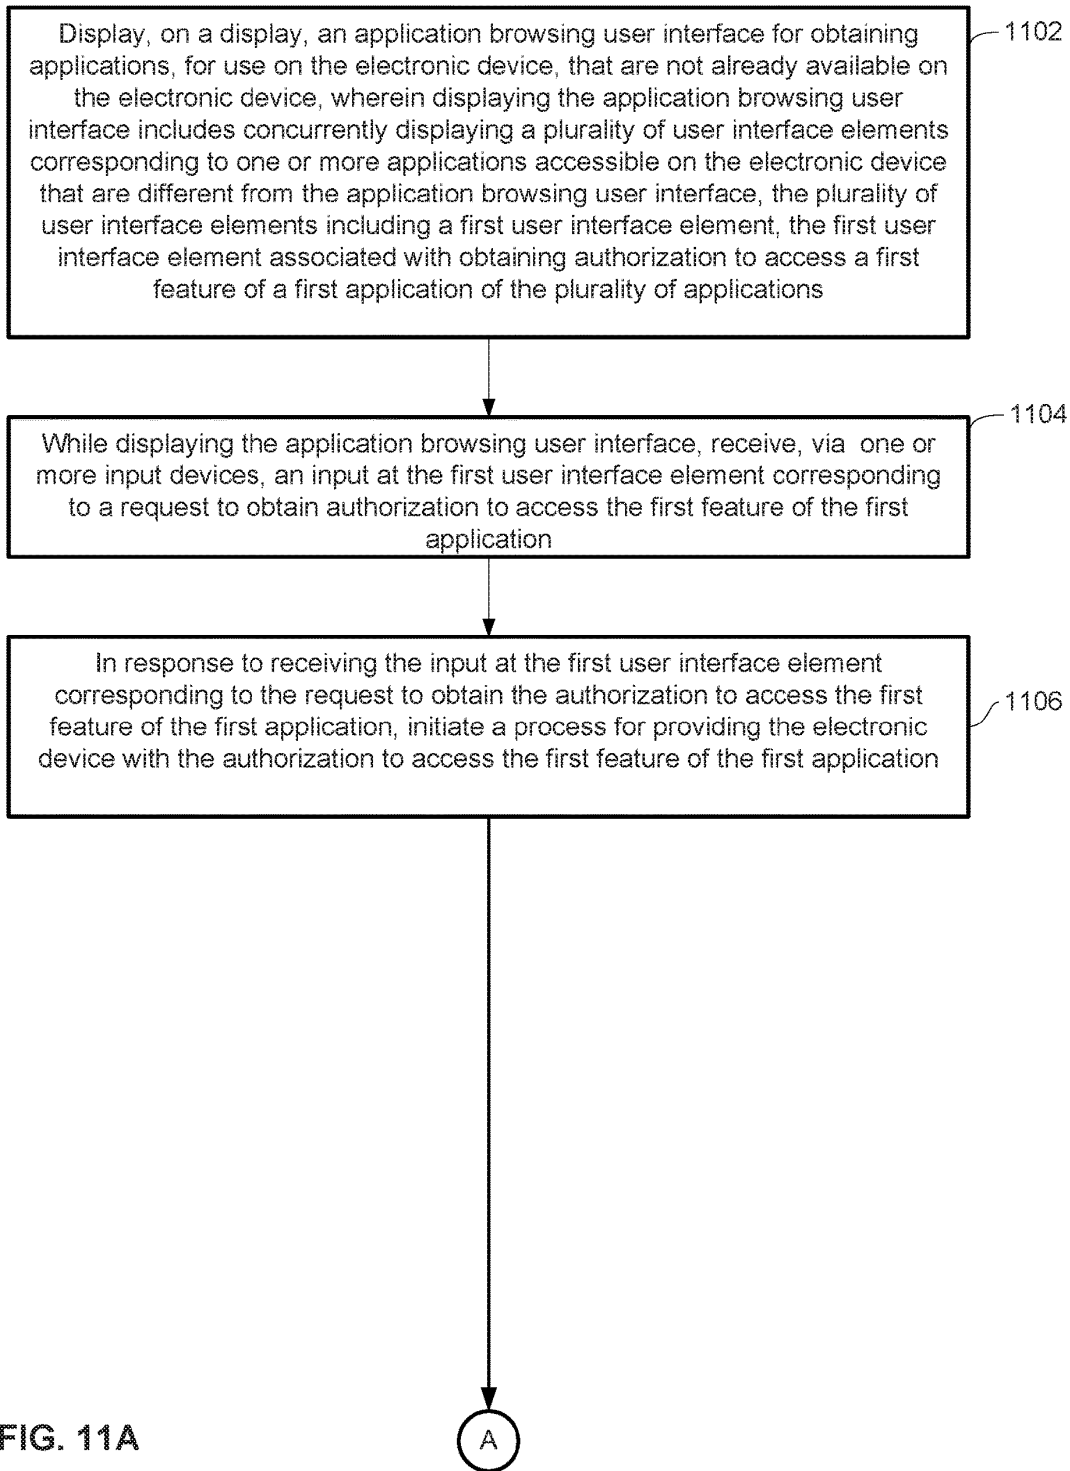 Display, on a display, an application browsing user interface for obtaining
applications, for use on the electronic device, that are not already available on
the electronic device, wherein displaying the application browsing user
interface includes concurrently displaying a plurality of user interface elements
corresponding to one or more applications accessible on the electronic device
that are different from the application browsing user interface, the plurality of
user interface elements including a first user interface element, the first user
interface element associated with obtaining authorization to access a first
feature of a first application of the plurality of applications
1102
While displaying the application browsing user interface, receive, via one or
more input devices, an input at the first user interface element corresponding
to a request to obtain authorization to access the first feature of the first
application
1104
In response to receiving the input at the first user interface element
corresponding to the request to obtain the authorization to access the first
feature of the first application, initiate a process for providing the electronic
device with the authorization to access the first feature of the first application
1106
A
FIG. 11A